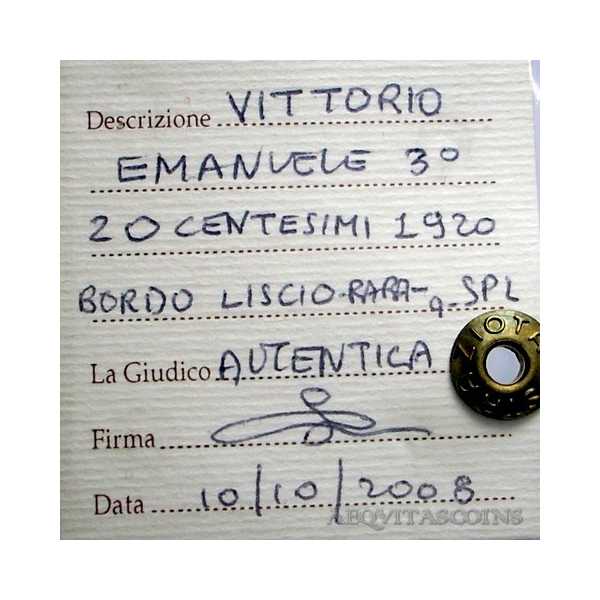 Descrizione VITTORIO
EMANUELE 3º
20 CENTESIMI 1920
BORDO LISCIO-RARA-q.SPL
La Giudico AUTENTICA
Firma
Data 10/10/2008
AEQVITASCOINS